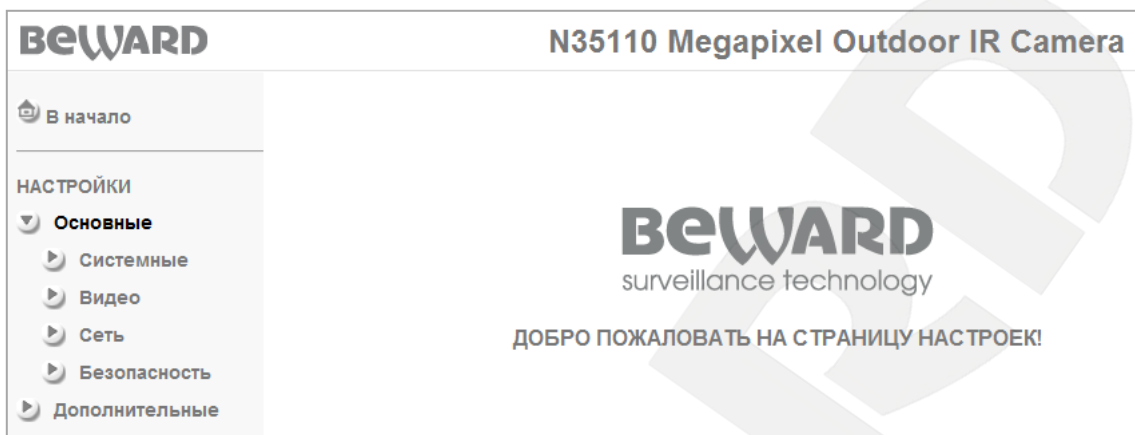 BEWARD
N35110 Megapixel Outdoor IR Camera
В начало
НАСТРОЙКИ
Основные
Системные
Видео
Сеть
Безопасность
Дополнительные
BEWARD
surveillance technology
ДОБРО ПОЖАЛОВАТЬ НА СТРАНИЦУ НАСТРОЕК!